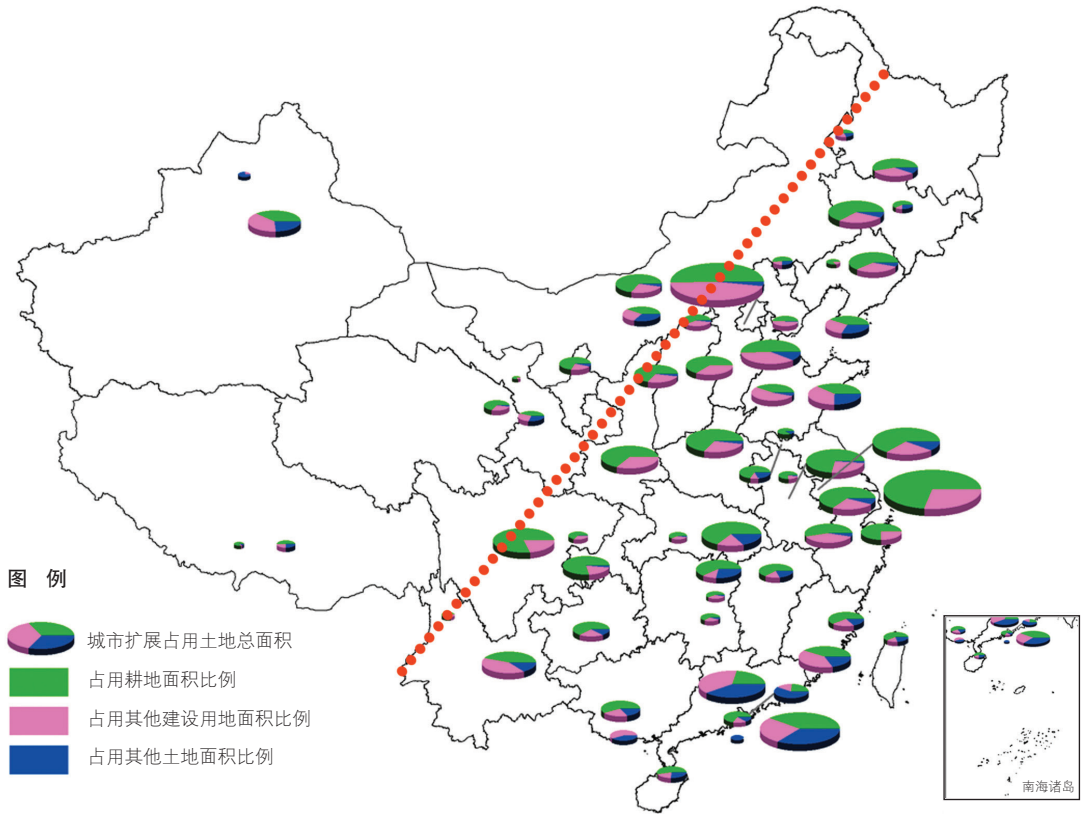 图 例
城市扩展占用土地总面积
占用耕地面积比例
占用其他建设用地面积比例
占用其他土地面积比例
南海诸岛